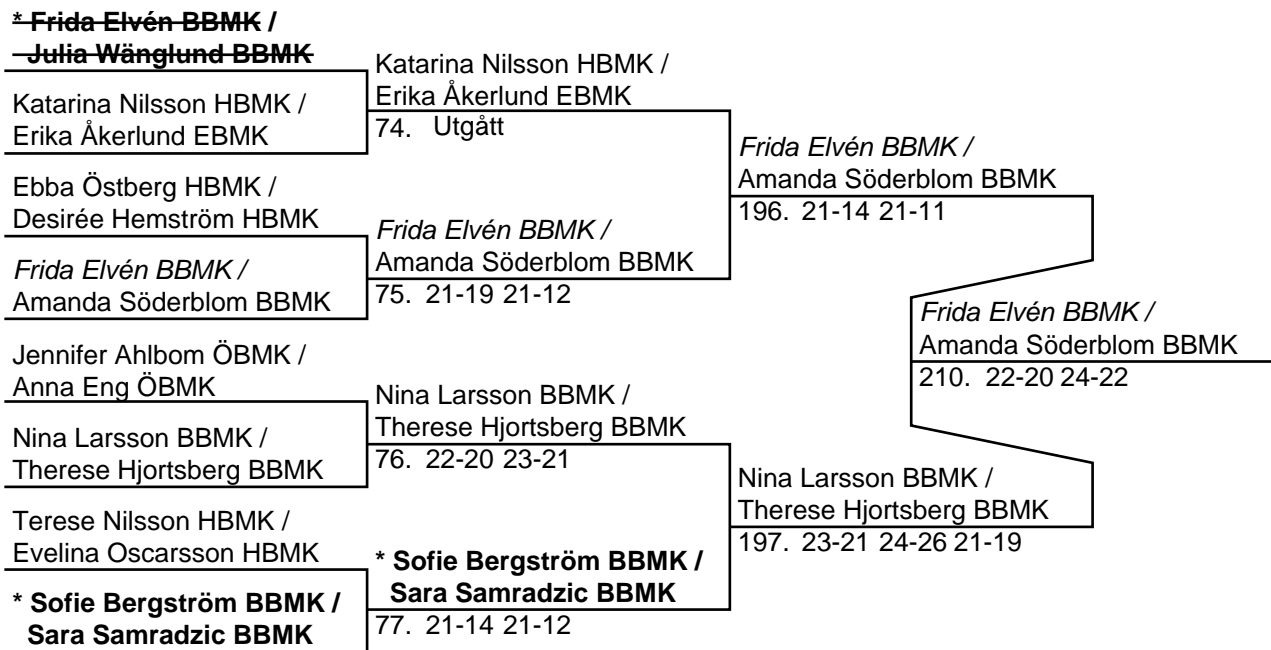 * Frida Elvén BBMK /
Julia Wänglund BBMK
Katarina Nilsson HBMK /
Erika Åkerlund EBMK
Ebba Östberg HBMK /
Desirée Hemström HBMK
Frida Elvén BBMK /
Amanda Söderblom BBMK
Jennifer Ahlbom ÖBMK /
Anna Eng ÖBMK
Nina Larsson BBMK /
Therese Hjortsberg BBMK
Terese Nilsson HBMK /
Evelina Oscarsson HBMK
* Sofie Bergström BBMK /
Sara Samradzic BBMK
Katarina Nilsson HBMK /
Erika Åkerlund EBMK
74. Utgått
Frida Elvén BBMK /
Amanda Söderblom BBMK
75. 21-19 21-12
Nina Larsson BBMK /
Therese Hjortsberg BBMK
76. 22-20 23-21
* Sofie Bergström BBMK /
Sara Samradzic BBMK
77. 21-14 21-12
Frida Elvén BBMK /
Amanda Söderblom BBMK
196. 21-14 21-11
Nina Larsson BBMK /
Therese Hjortsberg BBMK
197. 23-21 24-26 21-19
Frida Elvén BBMK /
Amanda Söderblom BBMK
210. 22-20 24-22